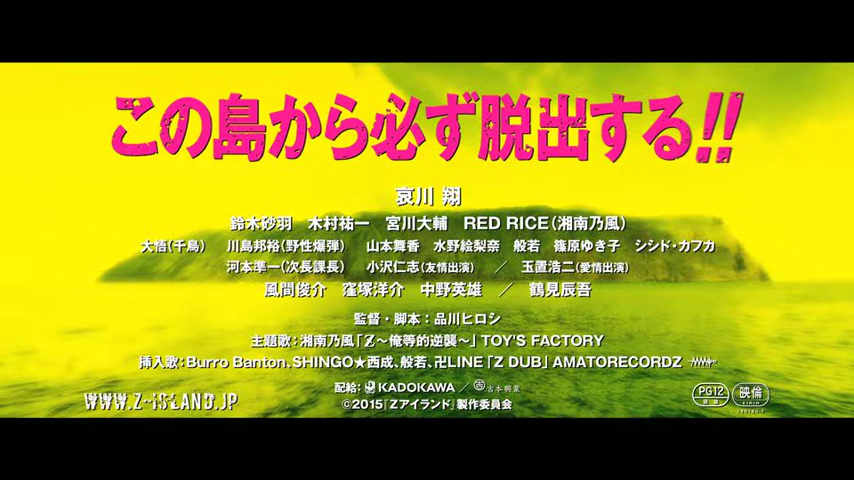 この島から必ず脱出する!!
哀川 翔
鈴木砂羽 木村祐一 宮川大輔 RED RICE(湘南乃風)
大悟(千鳥) 川島邦裕(野性爆弾) 山本舞香 水野絵梨奈 般若 篠原ゆき子 シシド・カフカ
河本準一(次長課長) 小沢仁志(友情出演) / 玉置浩二(愛情出演)
風間俊介 窪塚洋介 中野英雄 / 鶴見辰吾
監督・脚本:品川ヒロシ
主題歌:湘南乃風「Z〜俺等的逆襲〜」TOY'S FACTORY
挿入歌:Burro Banton、SHINGO★西成、般若、卍LINE「Z DUB」AMATORECORDZ
配給: KADOKAWA / 吉本興業
©2015『Zアイランド』製作委員会
WWW.Z-ISLAND.JP
PG12
映倫
EIRIN